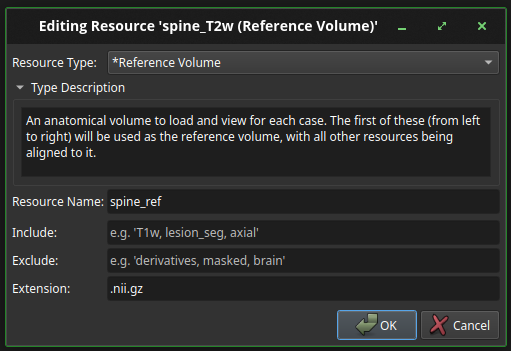 Editing Resource 'spine_T2w (Reference Volume)'
Resource Type: *Reference Volume
Type Description
An anatomical volume to load and view for each case. The first of these (from left
to right) will be used as the reference volume, with all other resources being
aligned to it.
Resource Name: spine_ref
Include: e.g. 'T1w, lesion_seg, axial'
Exclude: e.g. 'derivatives, masked, brain'
Extension: .nii.gz
OK Cancel